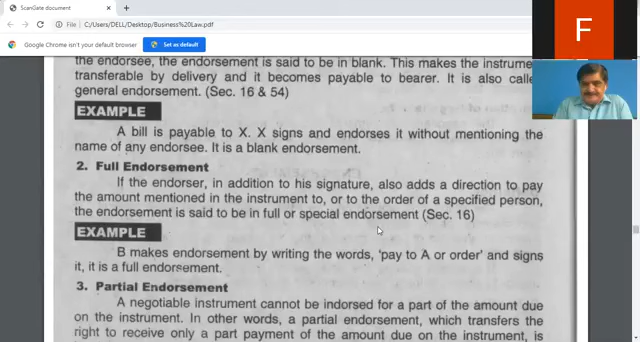 ScanGate document
File
C:/Users/DELL/Desktop/Business%20Law.pdf
Google Chrome isn't your default browser
Set as default
F
the endorsee, the endorsement is said to be in blank. This makes the instrume
transferable by delivery and it becomes payable to bearer. It is also calle
general endorsement. (Sec. 16 & 54)
EXAMPLE
A bill is payable to X. X signs and endorses it without mentioning the
name of any endorsee. It is a blank endorsement.
2. Full Endorsement
If the endorser, in addition to his signature, also adds a direction to pay
the amount mentioned in the instrument to, or to the order of a specified person,
the endorsement is said to be in full or special endorsement (Sec. 16)
EXAMPLE
B makes endorsement by writing the words, 'pay to A or order' and signs
it, it is a full endorsement.
3. Partial Endorsement
A negotiable instrument cannot be indorsed for a part of the amount due
on the instrument. In other words, a partial endorsement, which transfers the
right to receive only a part payment of the amount due on the instrument, is